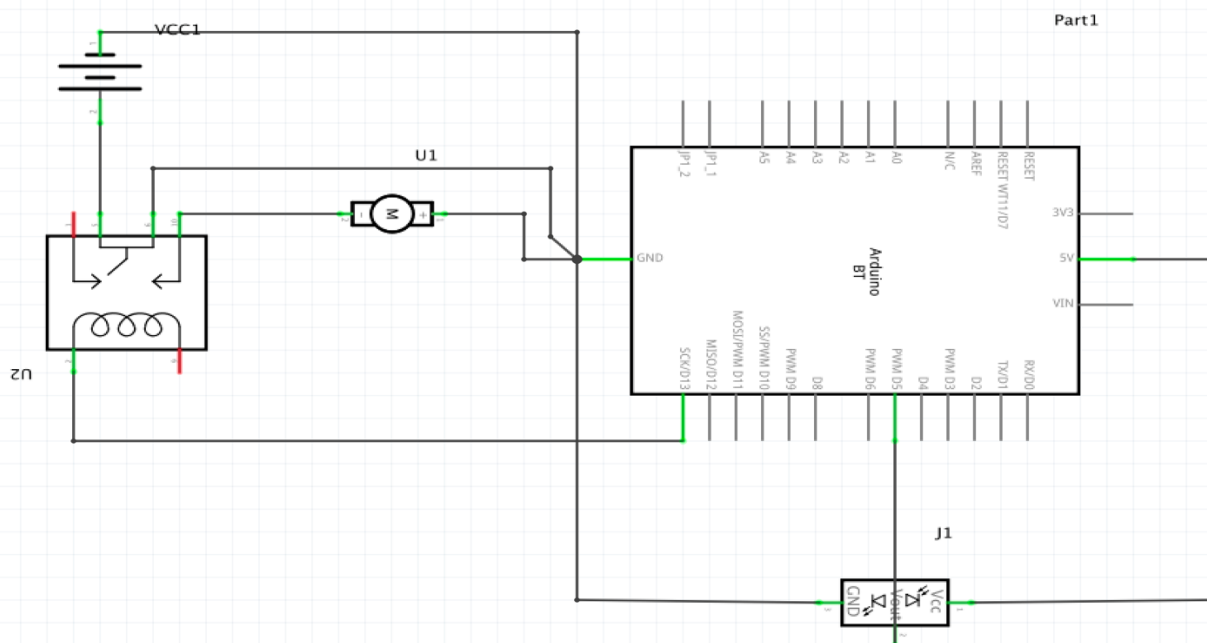 VCC1
Part1
1
2
U1
JP1_2
JP1_1
A5
A4
A3
A2
A1
A0
N/C
AREF
RESET WT11/D7
RESET
M
-
+
3V3
GND
5V
VIN
Arduino
BT
SCK/D13
MISO/D12
MOSI/PWM D11
SS/PWM D10
PWM D9
D8
PWM D6
PWM D5
D4
PWM D3
D2
TX/D1
RX/D0
U2
J1
GND
Vout
Vcc